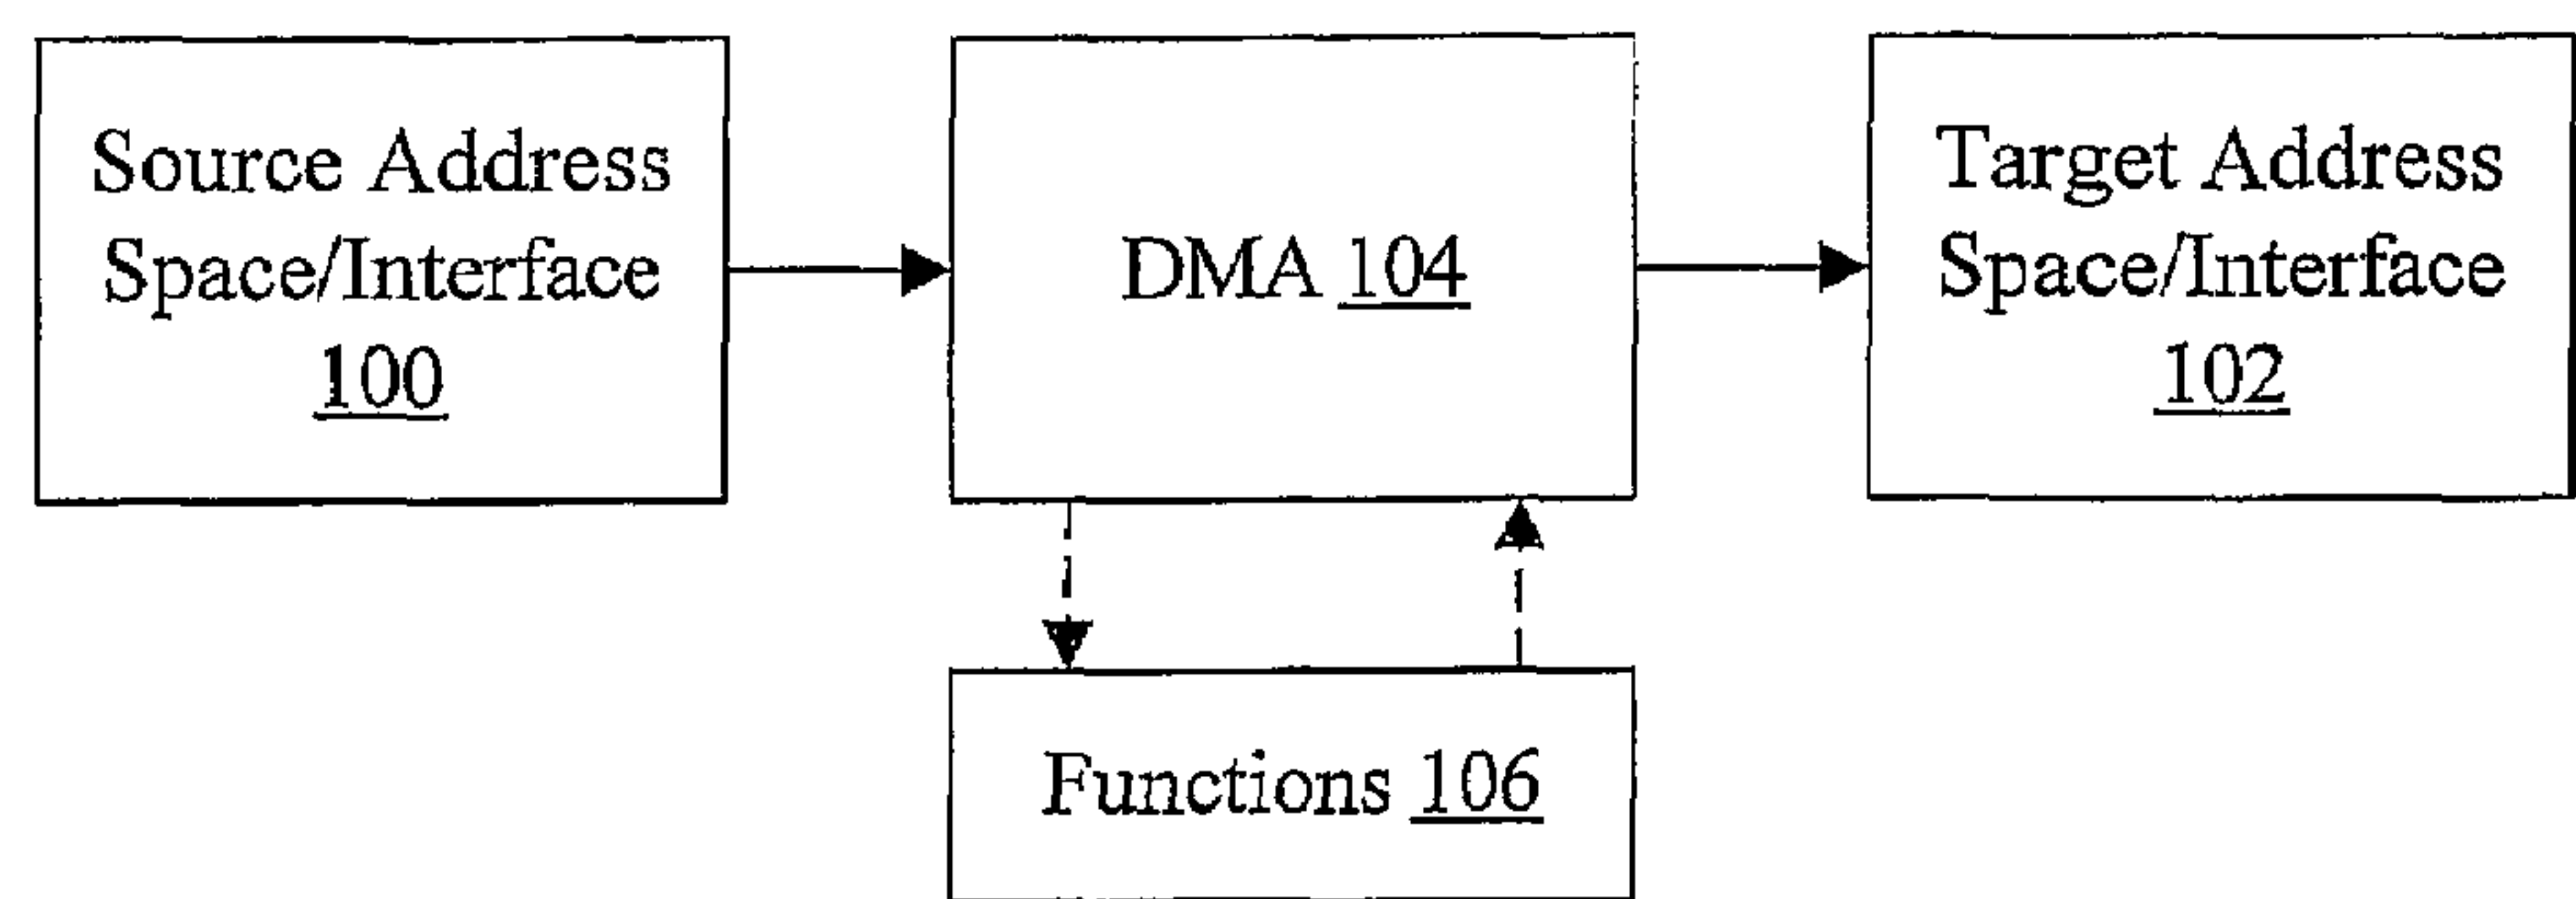 Source Address
Space/Interface
100
DMA 104
Target Address
Space/Interface
102
Functions 106